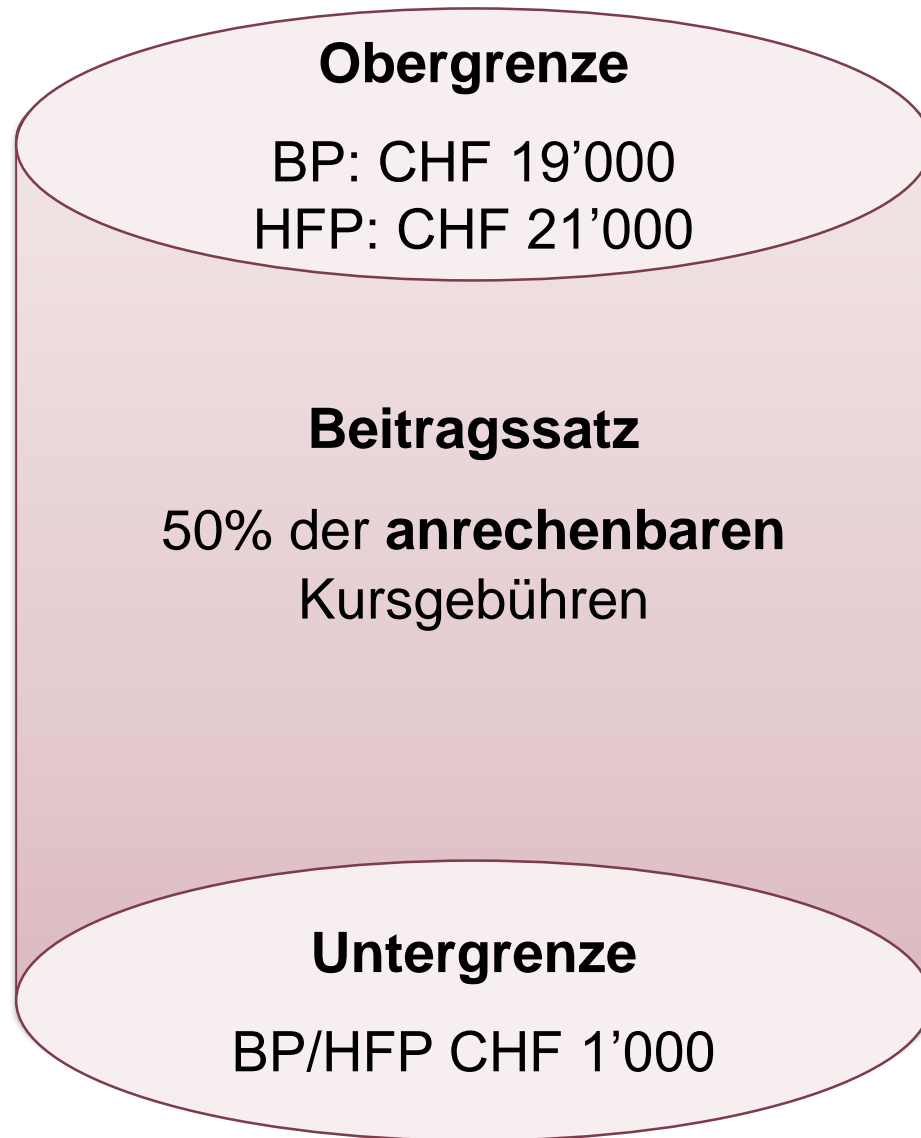 Obergrenze
BP: CHF 19’000
HFP: CHF 21’000
Beitragssatz
50% der anrechenbaren
Kursgebühren
Untergrenze
BP/HFP CHF 1’000